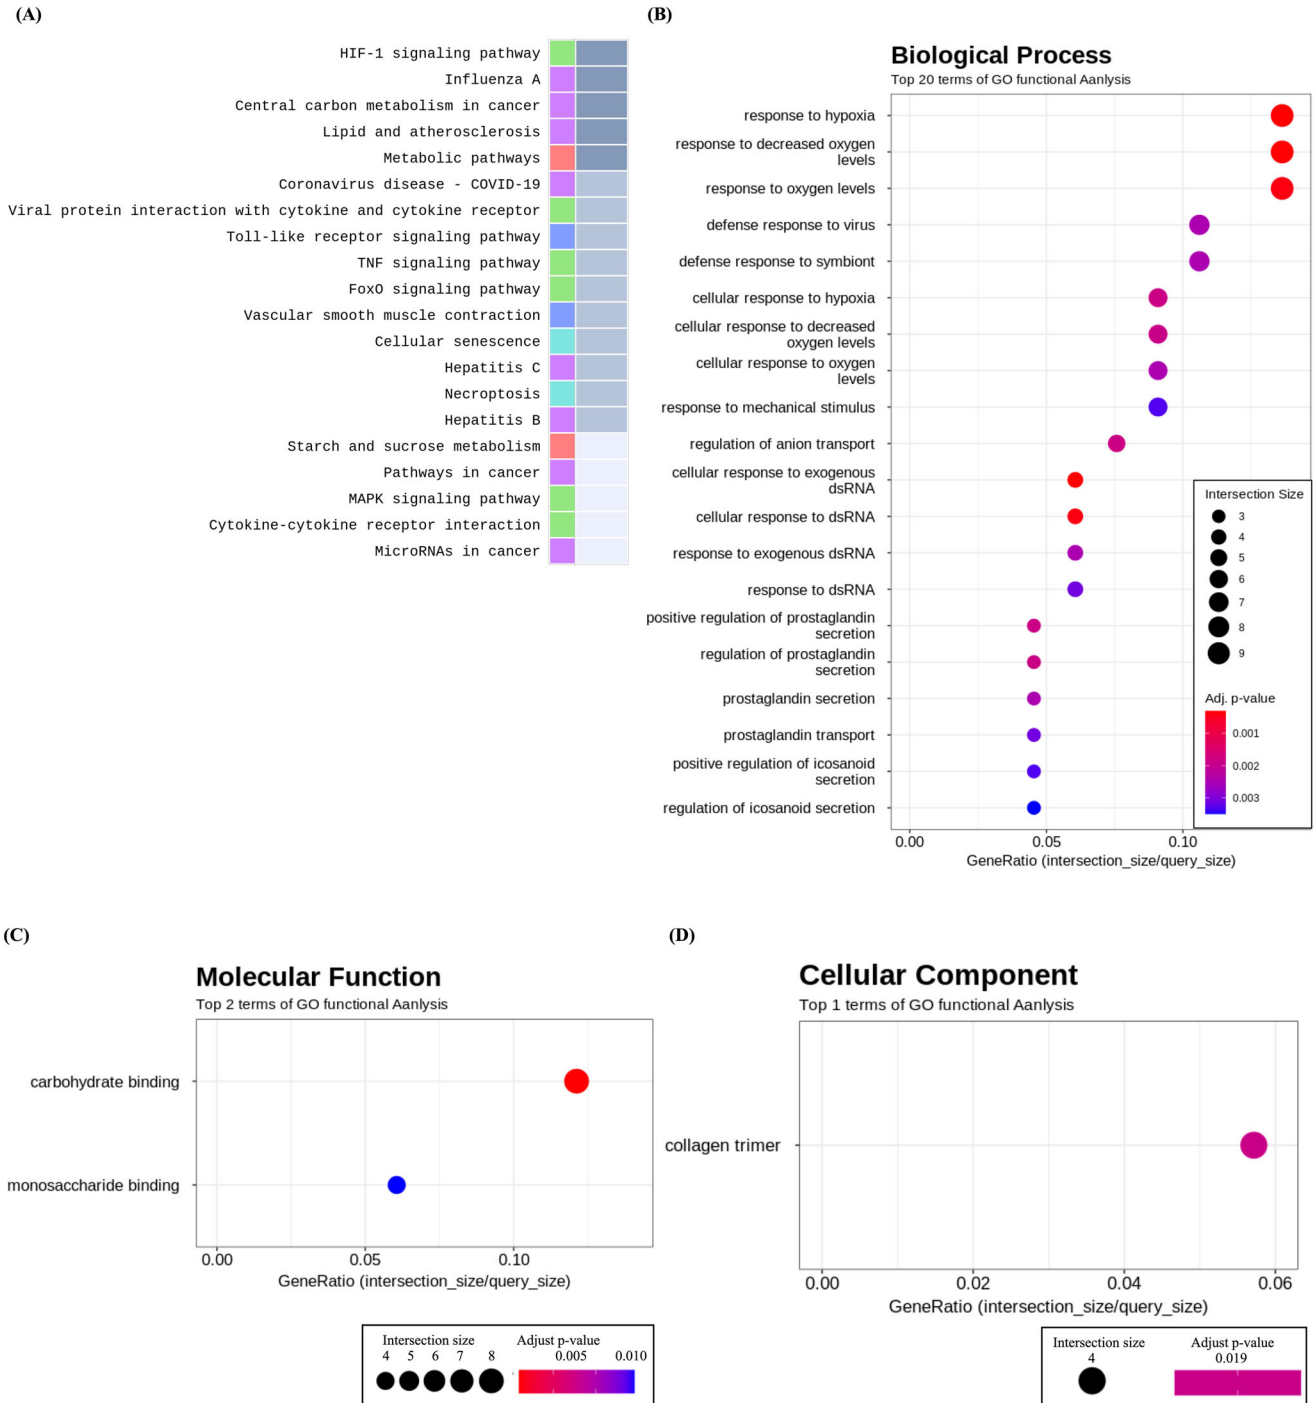 (A)
HIF-1 signaling pathway
Influenza A
Central carbon metabolism in cancer
Lipid and atherosclerosis
Metabolic pathways
Coronavirus disease - COVID-19
Viral protein interaction with cytokine and cytokine receptor
Toll-like receptor signaling pathway
TNF signaling pathway
FoxO signaling pathway
Vascular smooth muscle contraction
Cellular senescence
Hepatitis C
Necroptosis
Hepatitis B
Starch and sucrose metabolism
Pathways in cancer
MAPK signaling pathway
Cytokine-cytokine receptor interaction
MicroRNAs in cancer
(B)
Biological Process
Top 20 terms of GO functional Aanlysis
response to hypoxia
response to decreased oxygen
levels
response to oxygen levels
defense response to virus
defense response to symbiont
cellular response to hypoxia
cellular response to decreased
oxygen levels
cellular response to oxygen
levels
response to mechanical stimulus
regulation of anion transport
cellular response to exogenous
dsRNA
cellular response to dsRNA
response to exogenous dsRNA
response to dsRNA
positive regulation of prostaglandin
secretion
regulation of prostaglandin
secretion
prostaglandin secretion
prostaglandin transport
positive regulation of icosanoid
secretion
regulation of icosanoid secretion
0.00 0.05 0.10
GeneRatio (intersection_size/query_size)
Intersection Size
3
4
5
6
7
8
9
Adj. p-value
0.001
0.002
0.003
(C)
Molecular Function
Top 2 terms of GO functional Aanlysis
carbohydrate binding
monosaccharide binding
0.00 0.05 0.10
GeneRatio (intersection_size/query_size)
Intersection size Adjust p-value
4 5 6 7 8 0.005 0.010
(D)
Cellular Component
Top 1 terms of GO functional Aanlysis
collagen trimer
0.00 0.02 0.04 0.06
GeneRatio (intersection_size/query_size)
Intersection size Adjust p-value
4 0.019